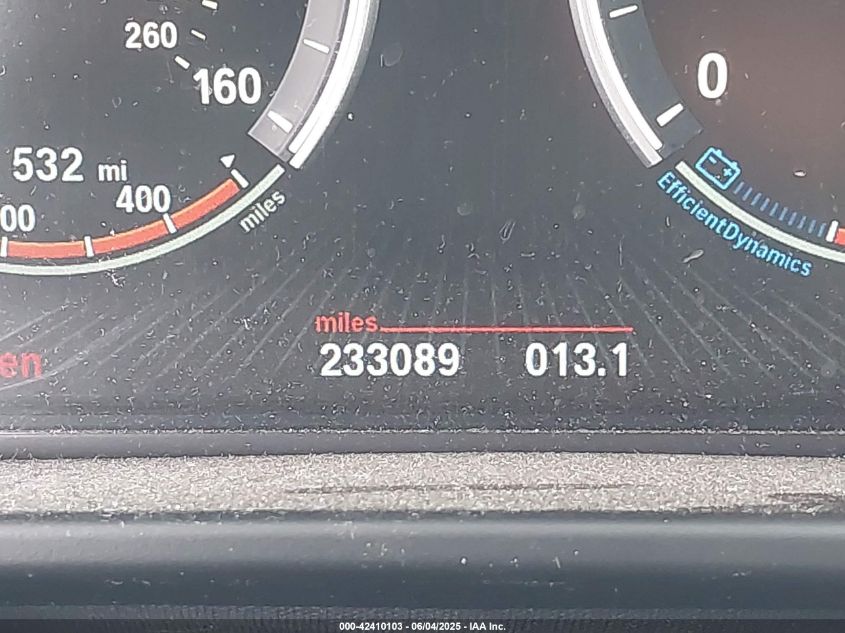 260
160
0
532 mi
400
00
miles
EfficientDynamics
miles
233089 013.1
en
000-42410103 - 06/04/2025 - IAA Inc.